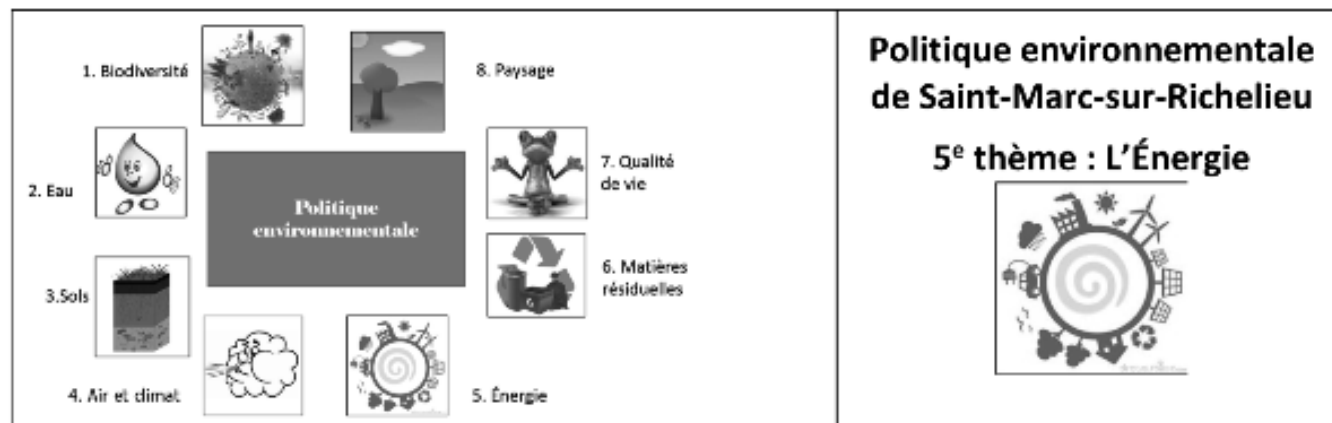 1. Biodiversité
8. Paysage
2. Eau
7. Qualité
de vie
Politique
environnementale
3.Sols
6. Matières
résiduelles
4. Air et climat
5. Énergie
Politique environnementale
de Saint-Marc-sur-Richelieu
5e thème : L'Énergie